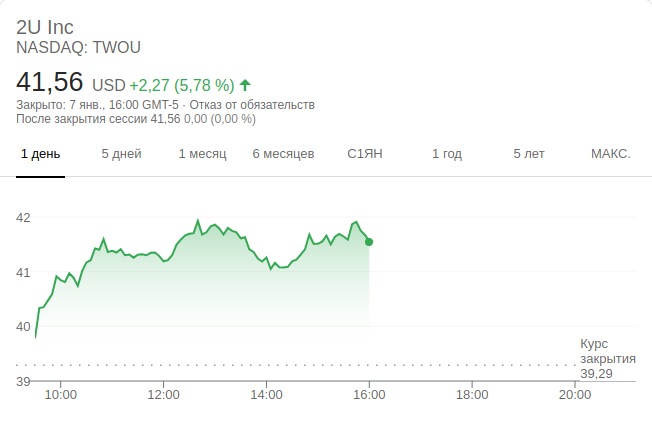 2U Inc
NASDAQ: TWOU
41,56 USD +2,27 (5,78 %)
Закрыто: 7 янв., 16:00 GMT-5 · Отказ от обязательств
После закрытия сессии 41,56 0,00 (0,00 %)
1 день 5 дней 1 месяц 6 месяцев С1ЯН 1 год 5 лет МАКС.
42
41
40
Курс
закрытия
39,29
39
10:00 12:00 14:00 16:00 18:00 20:00